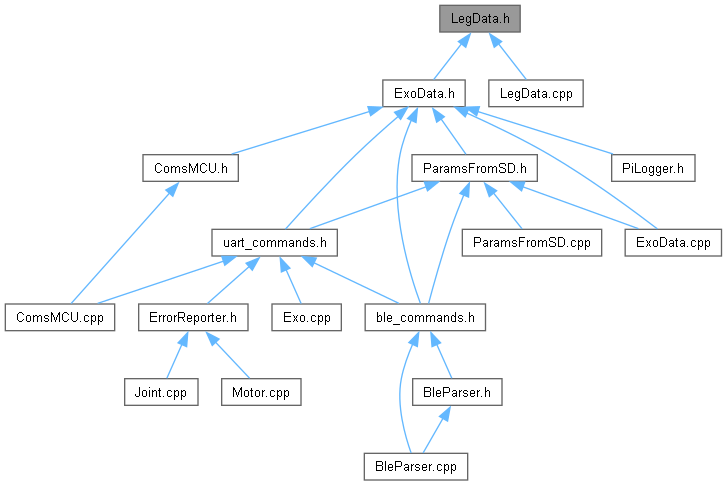 LegData.h
ExoData.h
LegData.cpp
ComsMCU.h
ParamsFromSD.h
PiLogger.h
uart_commands.h
ParamsFromSD.cpp
ExoData.cpp
ComsMCU.cpp
ErrorReporter.h
Exo.cpp
ble_commands.h
Joint.cpp
Motor.cpp
BleParser.h
BleParser.cpp